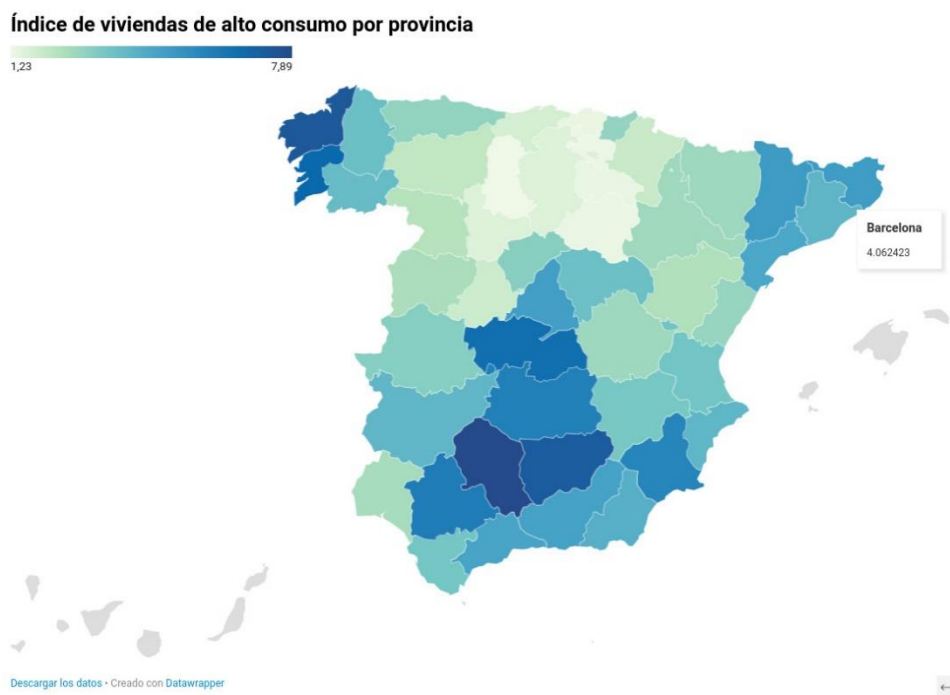 Índice de viviendas de alto consumo por provincia
1,23 7,89
Barcelona
4.062423
Descargar los datos • Creado con Datawrapper